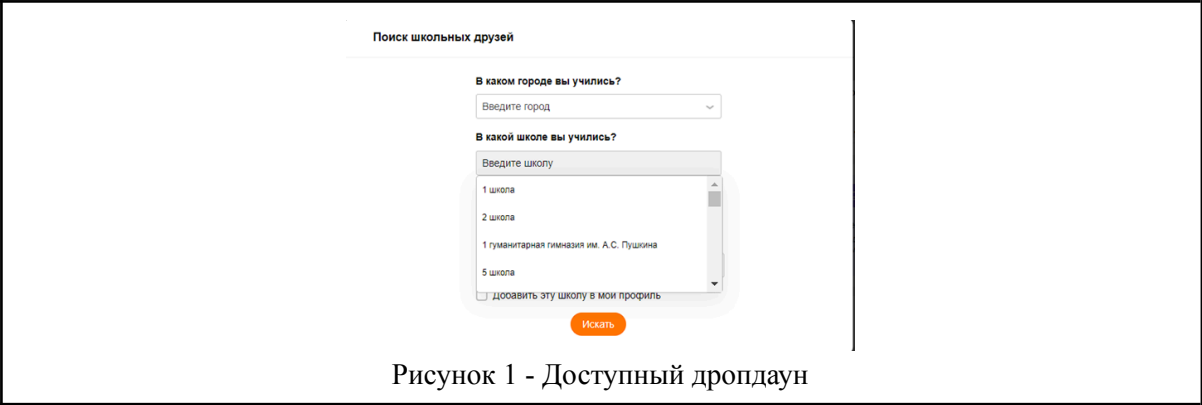 Поиск школьных друзей
В каком городе вы учились?
Введите город
В какой школе вы учились?
Введите школу
1 школа
2 школа
1 гуманитарная гимназия им. А.С. Пушкина
5 школа
Добавить эту школу в мой профиль
Искать
Рисунок 1 - Доступный дропдаун